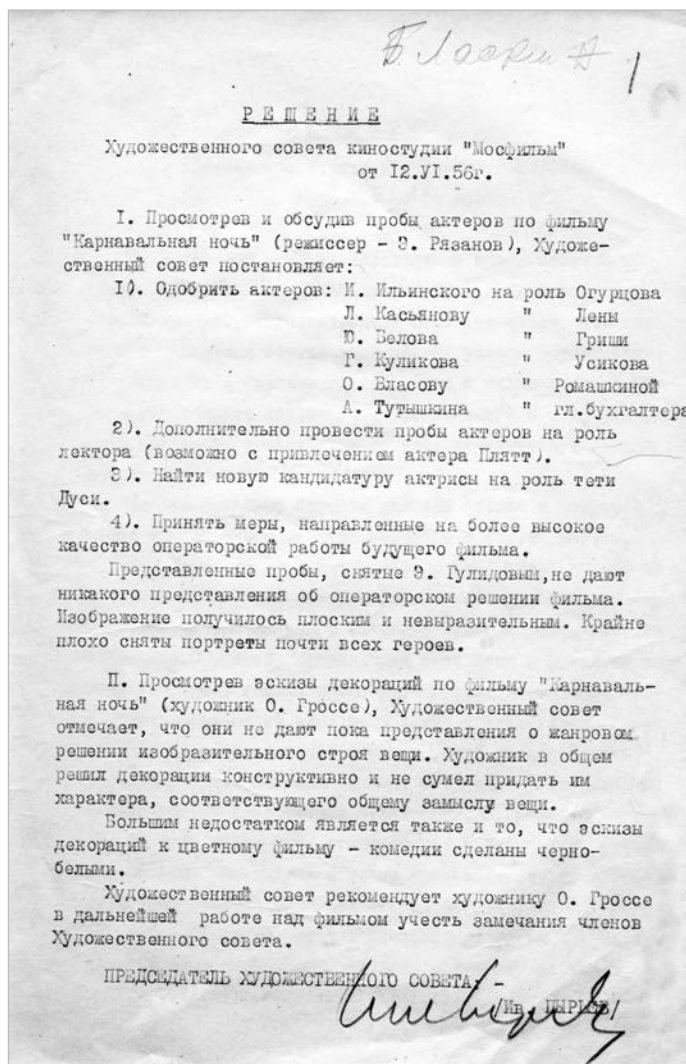 1
РЕШЕНИЕ
Художественного совета киностудии "Мосфильм"
от 12.УІ.56г.
I. Просмотрев и обсудив пробы актеров по фильму
"Карнавальная ночь" (режиссер - Э. Рязанов), Художе-
ственный совет постановляет:
1). Одобрить актеров: И. Ильинского на роль Огурцова
Л. Касьянову " Лены
Ю. Белова " Гриши
Г. Куликова " Усикова
О. Власову " Ромашкиной
А. Тутышкина " гл.бухгалтера
2). Дополнительно провести пробы актеров на роль
лектора (возможно с привлечением актера Плятт).
3). Найти новую кандидатуру актрисы на роль тети
Дуси.
4). Принять меры, направленные на более высокое
качество операторской работы будущего фильма.
Представленные пробы, снятые Э. Гулидовым,не дают
никакого представления об операторском решении фильма.
Изображение получилось плоским и невыразительным. Крайне
плохо сняты портреты почти всех героев.
П. Просмотрев эскизы декораций по фильму "Карнаваль-
ная ночь" (художник О. Гроссе), Художественный совет
отмечает, что они не дают пока представления о жанровом
решении изобразительного строя вещи. Художник в общем
решил декорации конструктивно и не сумел придать им
характера, соответствующего общему замыслу вещи.
Большим недостатком является также и то, что эскизы
декораций к цветному фильму - комедии сделаны черно-
белыми.
Художественный совет рекомендует художнику О. Гроссе
в дальнейшей работе над фильмом учесть замечания членов
Художественного совета.
ПРЕДСЕДАТЕЛЬ ХУДОЖЕСТВЕННОГО СОВЕТА: -
/Ив. ПЫРЬЕВ/